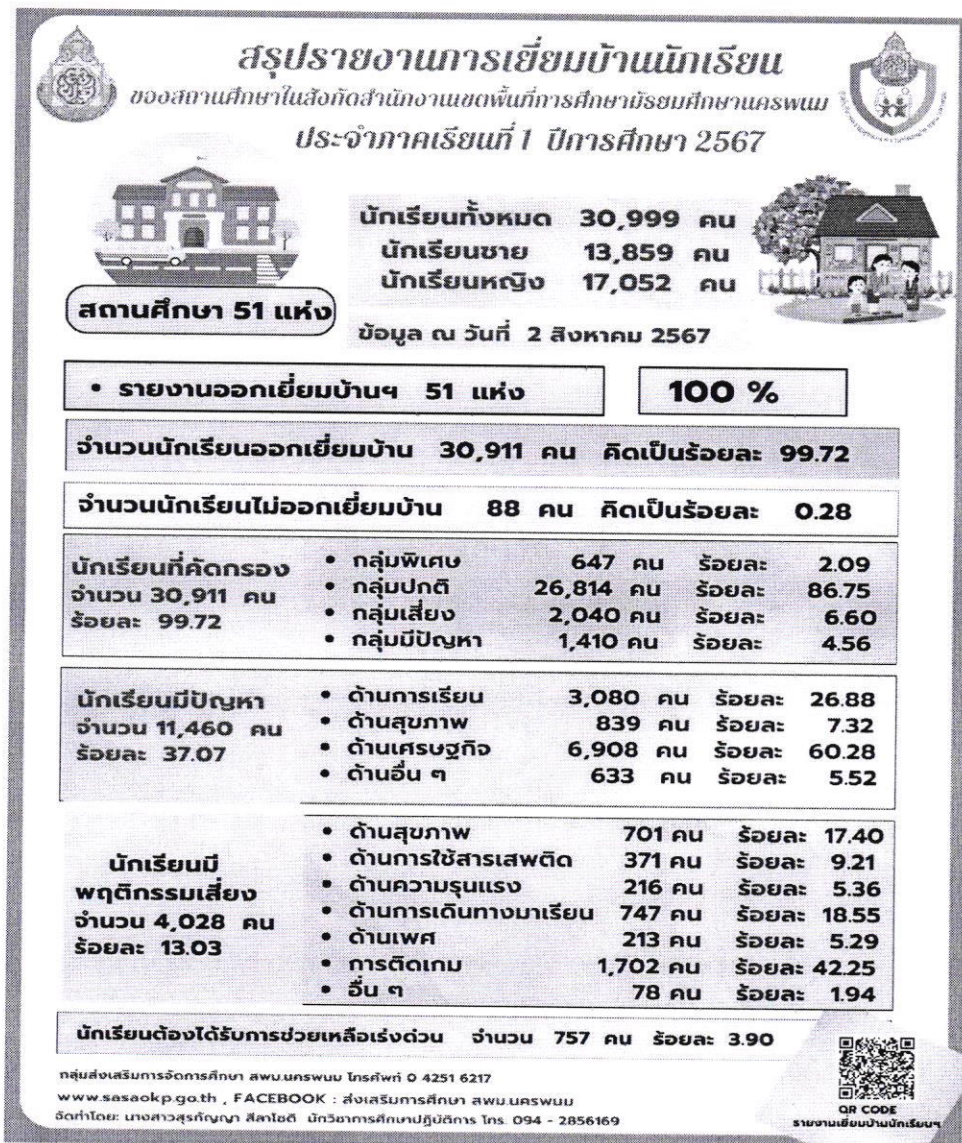 สรุปรายงานการเยี่ยมบ้านนักเรียน
ของสถานศึกษาในสังกัดสำนักงานเขตพื้นที่การศึกษามัธยมศึกษานครพนม
ประจำภาคเรียนที่ 1 ปีการศึกษา 2567
นักเรียนทั้งหมด 30,999 คน
นักเรียนชาย 13,859 คน
นักเรียนหญิง 17,052 คน
สถานศึกษา 51 แห่ง
ข้อมูล ณ วันที่ 2 สิงหาคม 2567
• รายงานออกเยี่ยมบ้านฯ 51 แห่ง
100 %
จำนวนนักเรียนออกเยี่ยมบ้าน 30,911 คน คิดเป็นร้อยละ 99.72
จำนวนนักเรียนไม่ออกเยี่ยมบ้าน 88 คน คิดเป็นร้อยละ 0.28
นักเรียนที่คัดกรอง
จำนวน 30,911 คน
ร้อยละ 99.72
• กลุ่มพิเศษ 647 คน ร้อยละ 2.09
• กลุ่มปกติ 26,814 คน ร้อยละ 86.75
• กลุ่มเสี่ยง 2,040 คน ร้อยละ 6.60
• กลุ่มมีปัญหา 1,410 คน ร้อยละ 4.56
นักเรียนมีปัญหา
จำนวน 11,460 คน
ร้อยละ 37.07
• ด้านการเรียน 3,080 คน ร้อยละ 26.88
• ด้านสุขภาพ 839 คน ร้อยละ 7.32
• ด้านเศรษฐกิจ 6,908 คน ร้อยละ 60.28
• ด้านอื่น ๆ 633 คน ร้อยละ 5.52
นักเรียนมี
พฤติกรรมเสี่ยง
จำนวน 4,028 คน
ร้อยละ 13.03
• ด้านสุขภาพ 701 คน ร้อยละ 17.40
• ด้านการใช้สารเสพติด 371 คน ร้อยละ 9.21
• ด้านความรุนแรง 216 คน ร้อยละ 5.36
• ด้านการเดินทางมาเรียน 747 คน ร้อยละ 18.55
• ด้านเพศ 213 คน ร้อยละ 5.29
• การติดเกม 1,702 คน ร้อยละ 42.25
• อื่น ๆ 78 คน ร้อยละ 1.94
นักเรียนต้องได้รับการช่วยเหลือเร่งด่วน จำนวน 757 คน ร้อยละ 3.90
กลุ่มส่งเสริมการจัดการศึกษา สพม.นครพนม โทรศัพท์ 0 4251 6217
www.sasaokp.go.th , FACEBOOK : ส่งเสริมการศึกษา สพม.นครพนม
จัดทำโดย: นางสาวสุรกัญญา สีลาโชติ นักวิชาการศึกษาปฏิบัติการ โทร. 094 - 2856169
QR CODE
รายงานเยี่ยมบ้านนักเรียนฯ